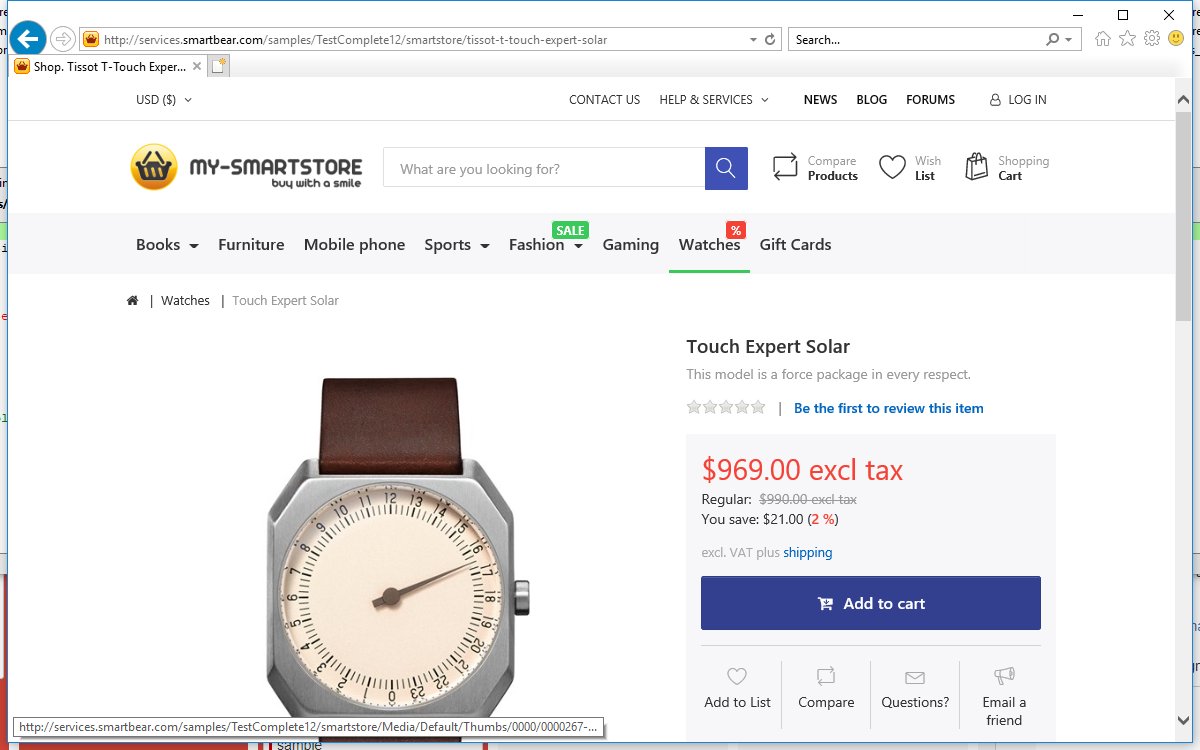 http://services.smartbear.com/samples/TestComplete12/smartstore/tissot-t-touch-expert-solar
Search...
Shop. Tissot T-Touch Exper...
USD ($)
CONTACT US
HELP & SERVICES
NEWS
BLOG
FORUMS
LOG IN
MY-SMARTSTORE
buy with a smile
What are you looking for?
Compare
Products
Wish
List
Shopping
Cart
SALE
%
Books
Furniture
Mobile phone
Sports
Fashion
Gaming
Watches
Gift Cards
| Watches | Touch Expert Solar
Touch Expert Solar
This model is a force package in every respect.
| Be the first to review this item
$969.00 excl tax
Regular: $990.00 excl tax
You save: $21.00 (2 %)
excl. VAT plus shipping
Add to cart
Add to List
Compare
Questions?
Email a
friend
http://services.smartbear.com/samples/TestComplete12/smartstore/Media/Default/Thumbs/0000/0000267-...
sample